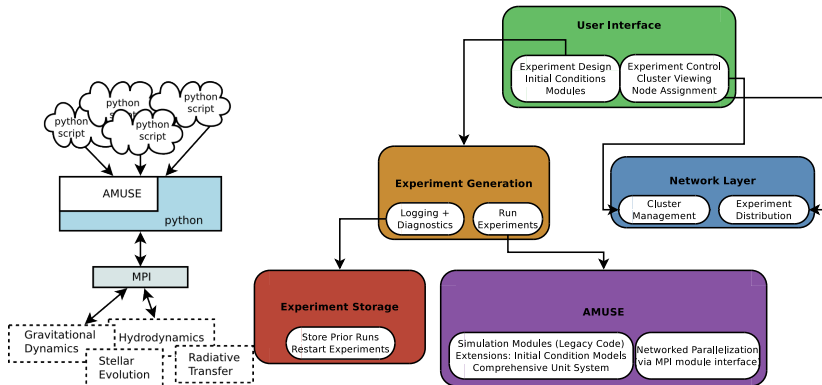 python
script
python
script
python
script
python
script
AMUSE
python
MPI
Gravitational
Dynamics
Hydrodynamics
Stellar
Evolution
Radiative
Transfer
User Interface
Experiment Design
Initial Conditions
Modules
Experiment Control
Cluster Viewing
Node Assignment
Experiment Generation
Logging +
Diagnostics
Run
Experiments
Network Layer
Cluster
Management
Experiment
Distribution
Experiment Storage
Store Prior Runs
Restart Experiments
AMUSE
Simulation Modules (Legacy Code)
Extensions: Initial Condition Models
Comprehensive Unit System
Networked Parallelization
(via MPI module interface)